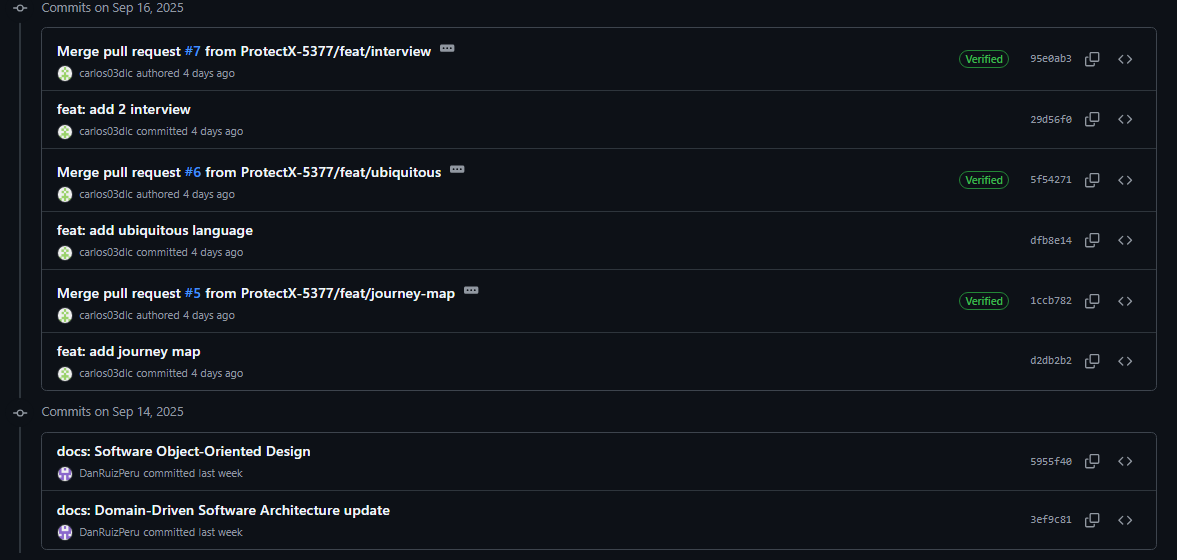 Commits on Sep 16, 2025
Merge pull request #7 from ProtectX-5377/feat/interview
carlos03dlc authored 4 days ago
Verified
95e0ab3
feat: add 2 interview
carlos03dlc committed 4 days ago
29d56f0
Merge pull request #6 from ProtectX-5377/feat/ubiquitous
carlos03dlc authored 4 days ago
Verified
5f54271
feat: add ubiquitous language
carlos03dlc committed 4 days ago
dfb8e14
Merge pull request #5 from ProtectX-5377/feat/journey-map
carlos03dlc authored 4 days ago
Verified
1ccb782
feat: add journey map
carlos03dlc committed 4 days ago
d2db2b2
Commits on Sep 14, 2025
docs: Software Object-Oriented Design
DanRuizPeru committed last week
5955f40
docs: Domain-Driven Software Architecture update
DanRuizPeru committed last week
3ef9c81